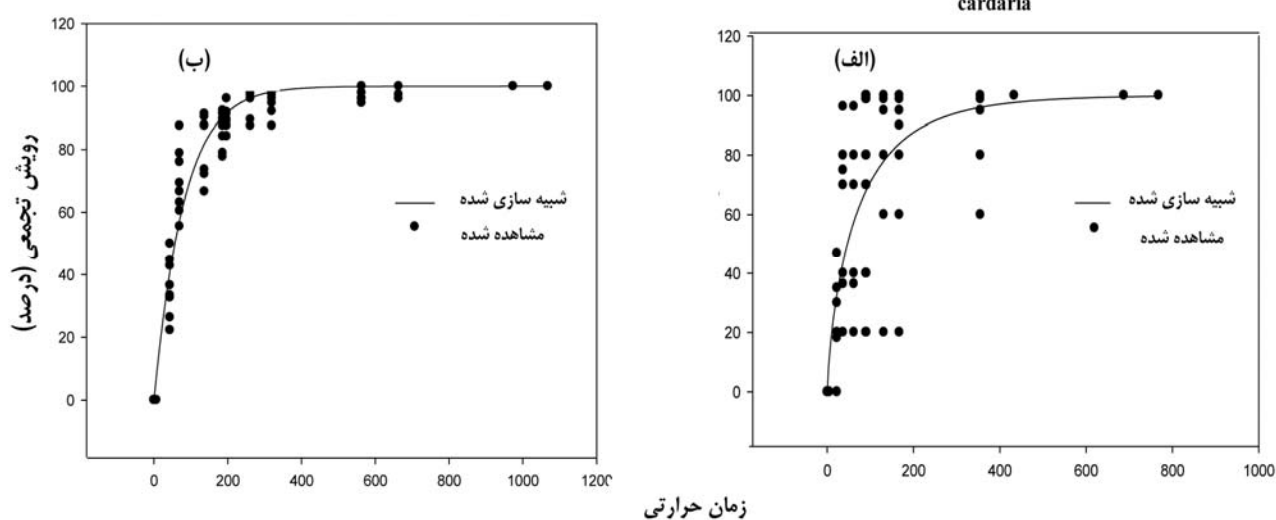 cardaria
(الف)
120
100
80
60
40
20
0
شبیه سازی شده
مشاهده شده
0 200 400 600 800 1000
(ب)
رویش تجمعی (درصد)
120
100
80
60
40
20
0
شبیه سازی شده
مشاهده شده
0 200 400 600 800 1000 1200
زمان حرارتی